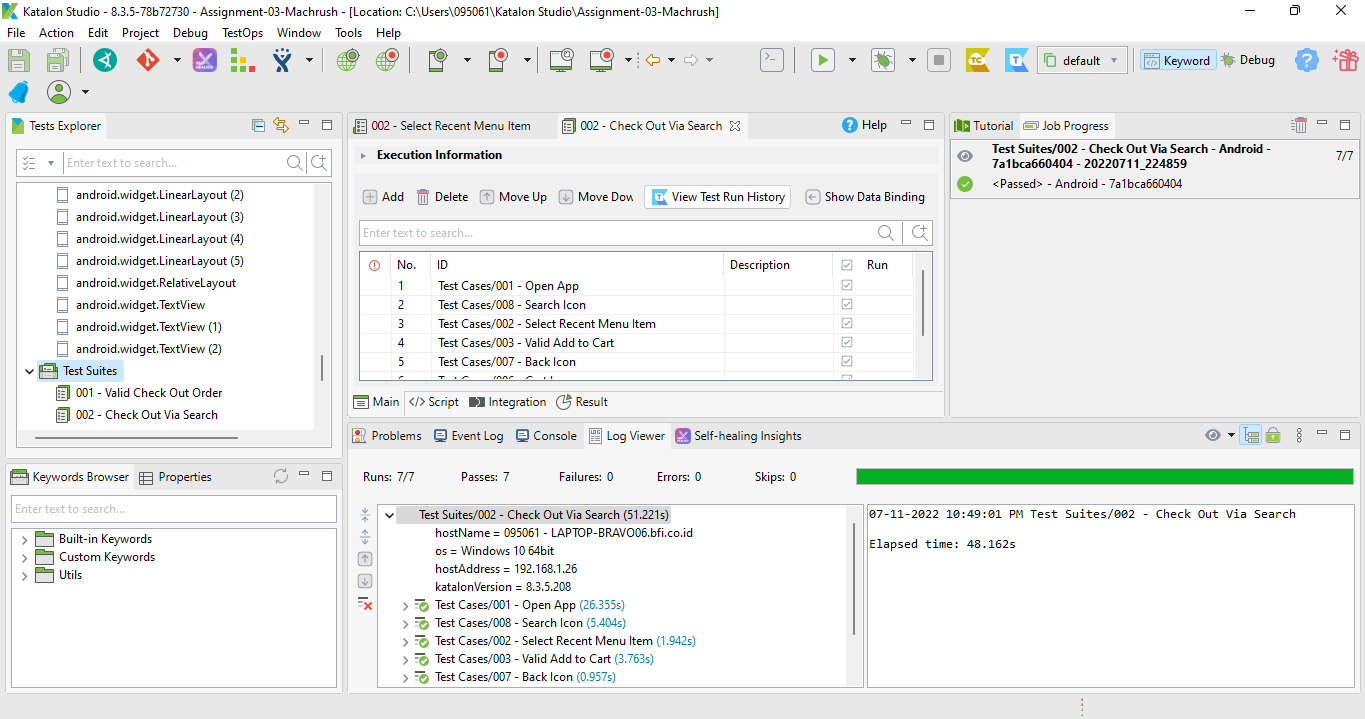 Katalon Studio - 8.3.5-78b72730 - Assignment-03-Machrush - [Location: C:\Users\095061\Katalon Studio\Assignment-03-Machrush]
File Action Edit Project Debug TestOps Window Tools Help
default Keyword Debug
Tests Explorer
Enter text to search...
android.widget.LinearLayout (2)
android.widget.LinearLayout (3)
android.widget.LinearLayout (4)
android.widget.LinearLayout (5)
android.widget.RelativeLayout
android.widget.TextView
android.widget.TextView (1)
android.widget.TextView (2)
Test Suites
001 - Valid Check Out Order
002 - Check Out Via Search
Keywords Browser Properties
Enter text to search...
Built-in Keywords
Custom Keywords
Utils
002 - Select Recent Menu Item 002 - Check Out Via Search Help
Execution Information
Add Delete Move Up Move Dow View Test Run History Show Data Binding
Enter text to search...
No. ID Description Run
1 Test Cases/001 - Open App
2 Test Cases/008 - Search Icon
3 Test Cases/002 - Select Recent Menu Item
4 Test Cases/003 - Valid Add to Cart
5 Test Cases/007 - Back Icon
Main </> Script Integration Result
Tutorial Job Progress
Test Suites/002 - Check Out Via Search - Android - 7/7
7a1bca660404 - 20220711_224859
<Passed> - Android - 7a1bca660404
Problems Event Log Console Log Viewer Self-healing Insights
Runs: 7/7 Passes: 7 Failures: 0 Errors: 0 Skips: 0
Test Suites/002 - Check Out Via Search (51.221s)
hostName = 095061 - LAPTOP-BRAVO06.bfi.co.id
os = Windows 10 64bit
hostAddress = 192.168.1.26
katalonVersion = 8.3.5.208
Test Cases/001 - Open App (26.355s)
Test Cases/008 - Search Icon (5.404s)
Test Cases/002 - Select Recent Menu Item (1.942s)
Test Cases/003 - Valid Add to Cart (3.763s)
Test Cases/007 - Back Icon (0.957s)
07-11-2022 10:49:01 PM Test Suites/002 - Check Out Via Search
Elapsed time: 48.162s